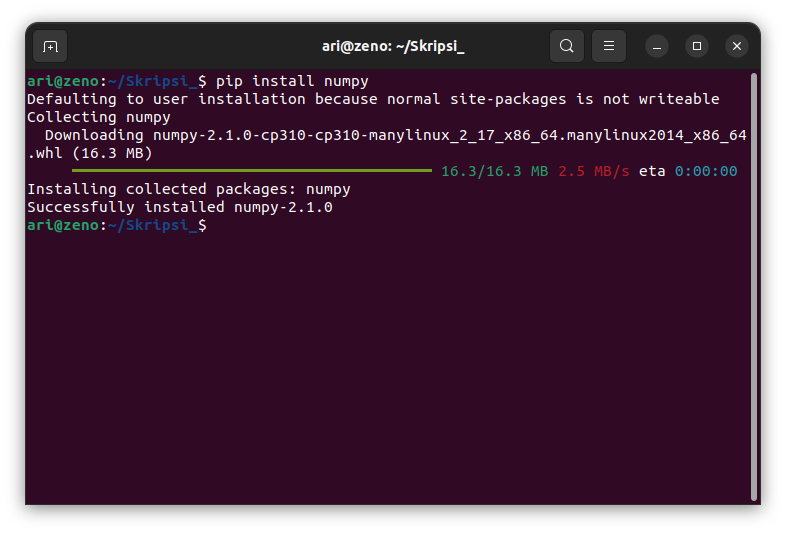 ari@zeno: ~/Skripsi_
ari@zeno:~/Skripsi_$ pip install numpy
Defaulting to user installation because normal site-packages is not writeable
Collecting numpy
  Downloading numpy-2.1.0-cp310-cp310-manylinux_2_17_x86_64.manylinux2014_x86_64
.whl (16.3 MB)
16.3/16.3 MB 2.5 MB/s eta 0:00:00
Installing collected packages: numpy
Successfully installed numpy-2.1.0
ari@zeno:~/Skripsi_$